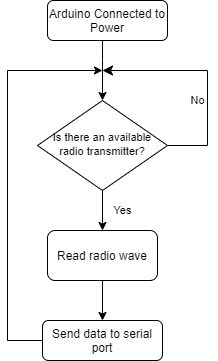 Arduino Connected to
Power
No
Is there an available
radio transmitter?
Yes
Read radio wave
Send data to serial
port